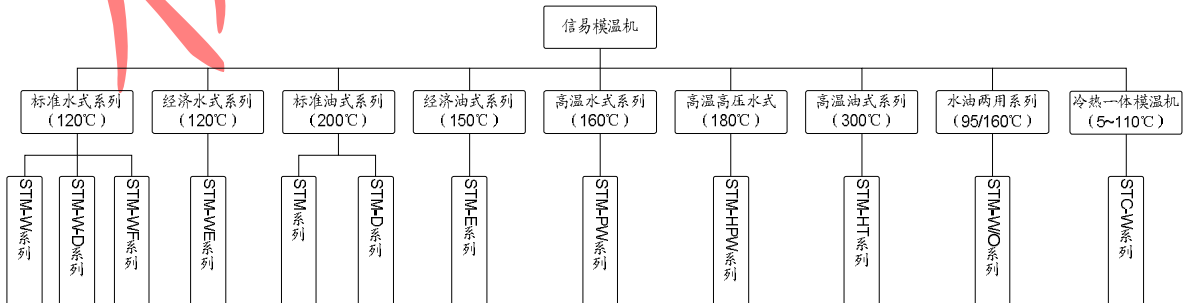 信易模温机
标准水式系列
(120℃)
经济水式系列
(120℃)
标准油式系列
(200℃)
经济油式系列
(150℃)
高温水式系列
(160℃)
高温高压水式
(180℃)
高温油式系列
(300℃)
水油两用系列
(95/160℃)
冷热一体模温机
(5~110℃)
STM-W系列
STM-W-D系列
STM-WF系列
STM-WE系列
STM系列
STM-D系列
STM-E系列
STM-PW系列
STM-HPW系列
STM-HT系列
STM-W/O系列
STC-W系列